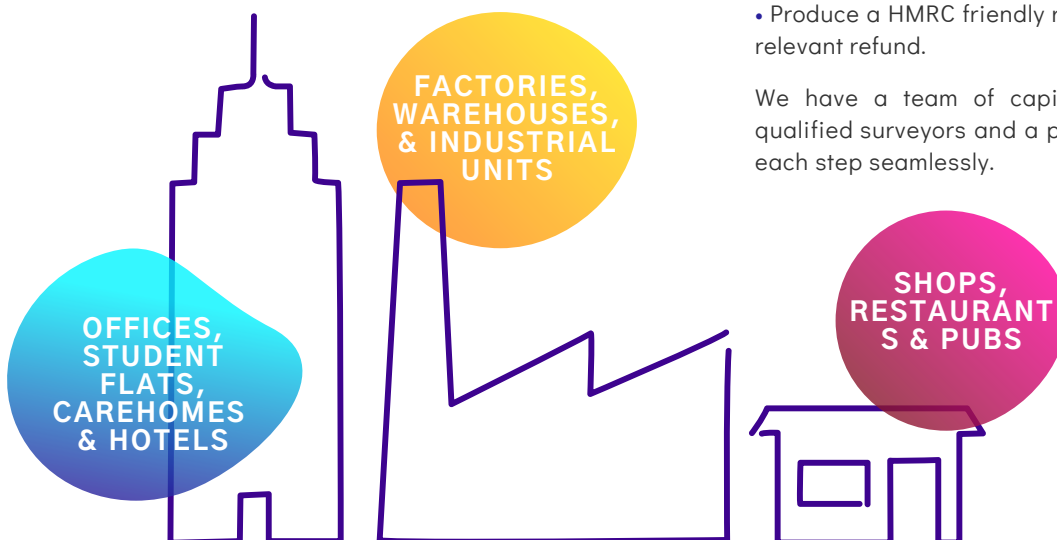 • Produce a HMRC friendly
relevant refund.
We have a team of
qualified surveyors and a
each step seamlessly.
FACTORIES,
WAREHOUSES,
& INDUSTRIAL
UNITS
SHOPS,
RESTAURANT
S & PUBS
OFFICES,
STUDENT
FLATS,
CAREHOMES
& HOTELS